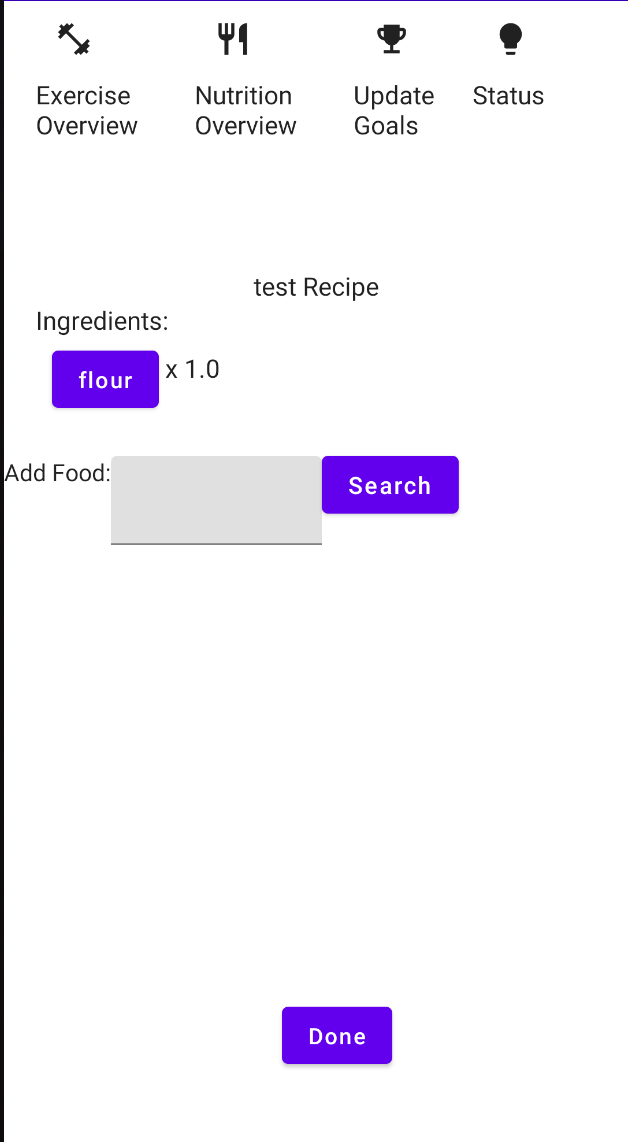 Exercise Overview
Nutrition Overview
Update Goals
Status
test Recipe
Ingredients:
flour x 1.0
Add Food: Search
Done